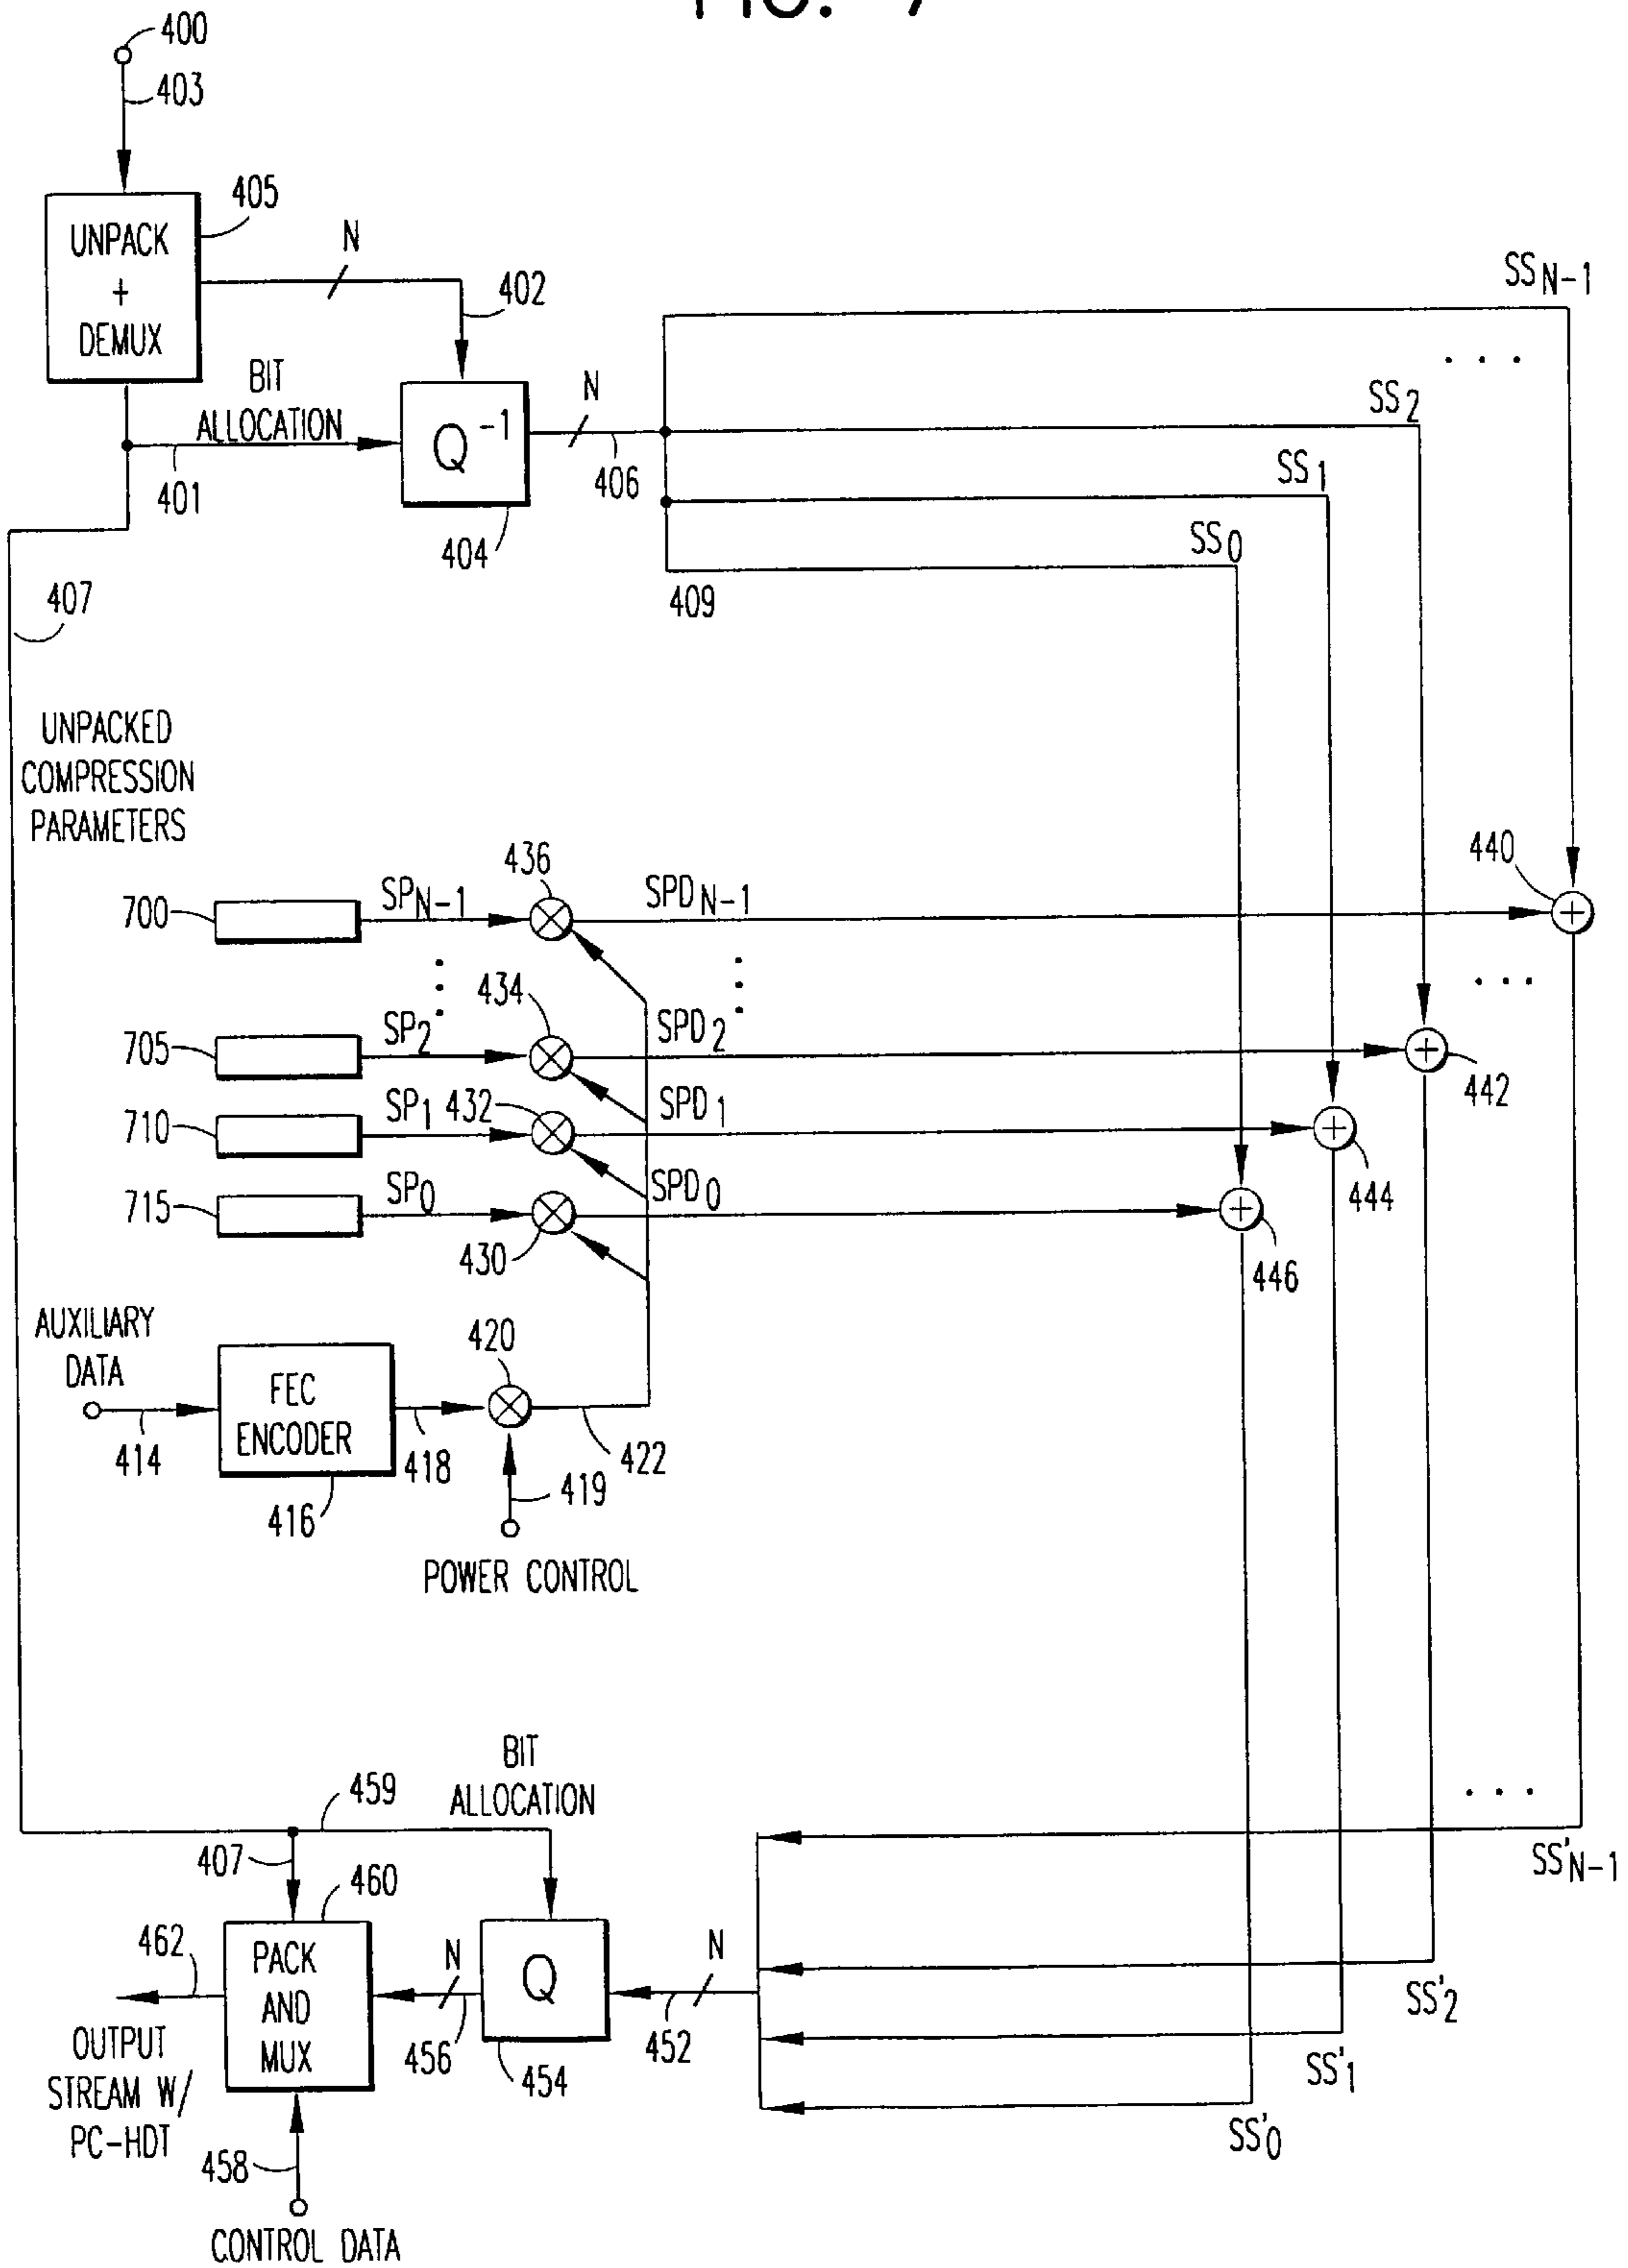 FIG. 7
400
403
405
UNPACK
+
DEMUX
N
402
BIT
ALLOCATION
401
Q⁻¹
404
N
406
SS N-1
. . .
SS 2
SS 1
SS 0
409
407
UNPACKED
COMPRESSION
PARAMETERS
700
SP N-1
436
SPD N-1
440
+
. . .
705
SP 2
434
SPD 2
+
442
710
SP 1
432
SPD 1
+
444
715
SP 0
430
SPD 0
+
446
AUXILIARY
DATA
414
FEC
ENCODER
416
418
420
422
419
POWER CONTROL
BIT
ALLOCATION
459
407
460
462
PACK
AND
MUX
N
456
Q
454
N
452
. . .
SS' N-1
SS' 2
SS' 1
SS' 0
OUTPUT
STREAM W/
PC-HDT
458
CONTROL DATA